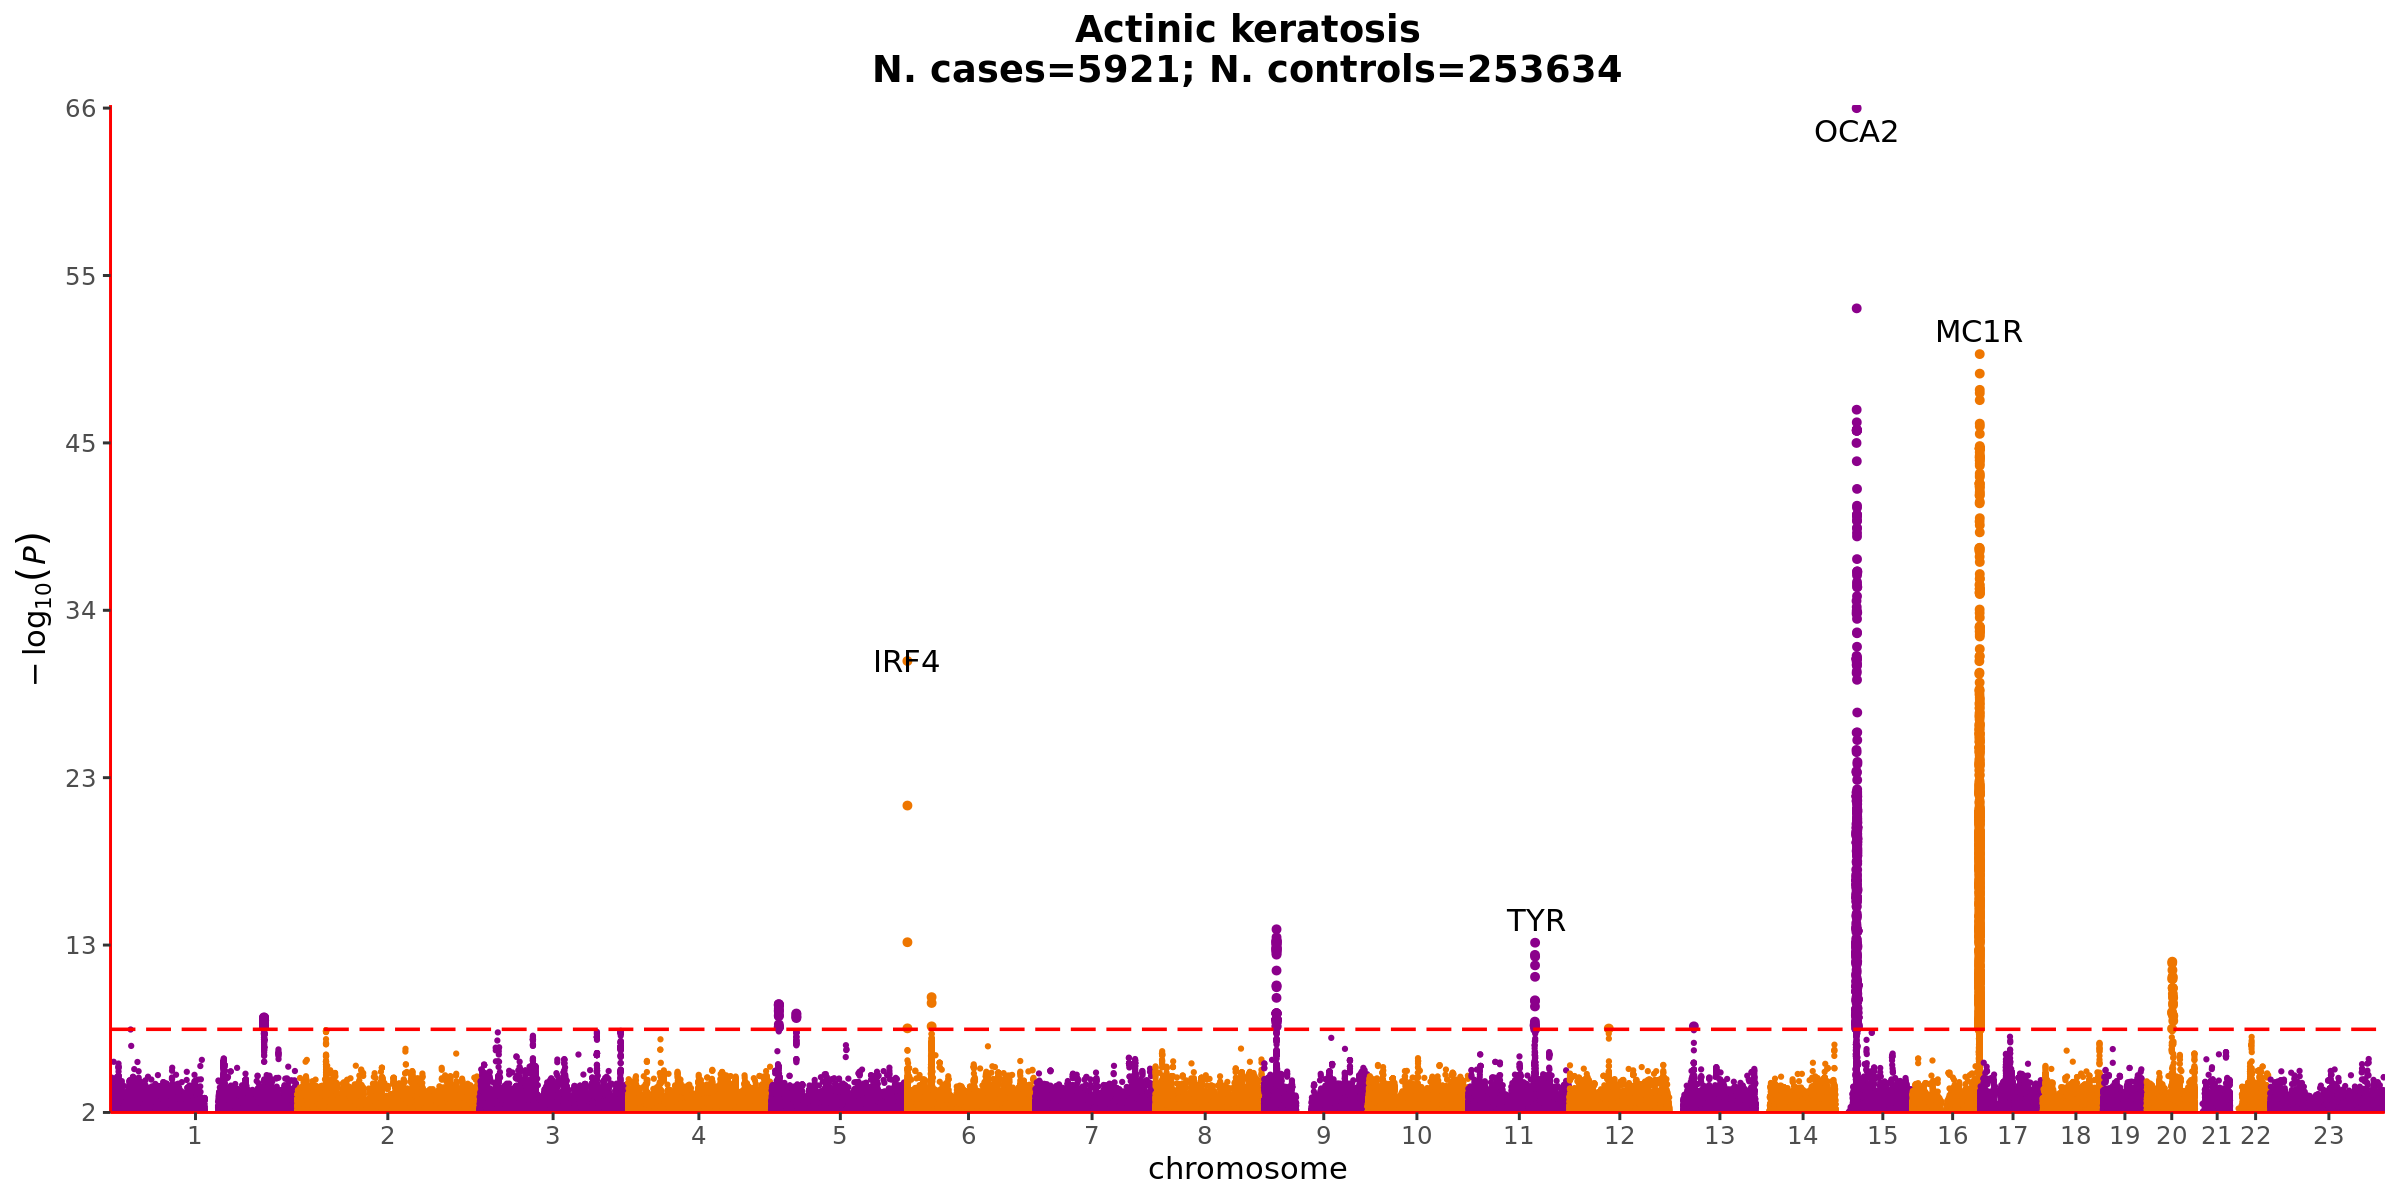 Actinic keratosis
N. cases=5921; N. controls=253634
66
55
45
34
23
13
2
−log10(P)
OCA2
MC1R
IRF4
TYR
1 2 3 4 5 6 7 8 9 10 11 12 13 14 15 16 17 18 19 20 21 22 23
chromosome